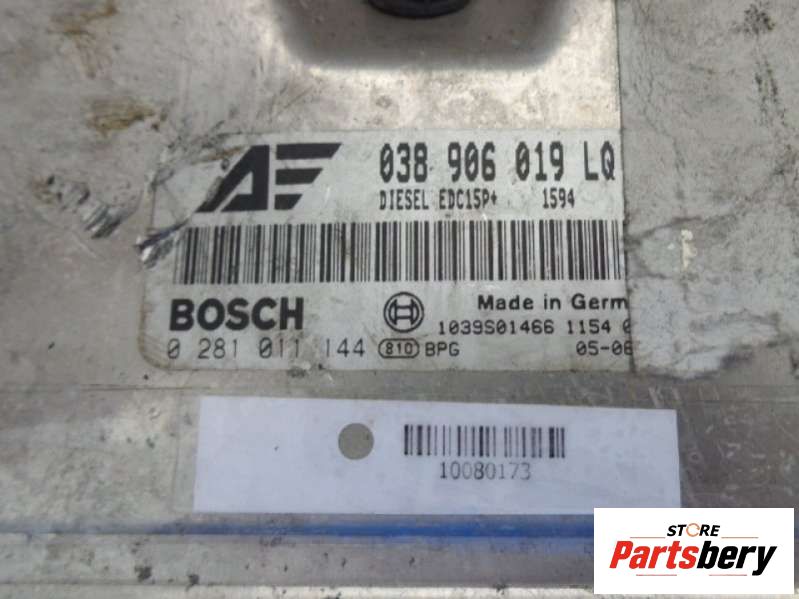 AE
038 906 019 LQ
DIESEL EDC15P+ 1594
BOSCH
Made in Germ
1039S01466 1154
0 281 011 144 810 BPG
05-06
10080173
STORE
Partsbery